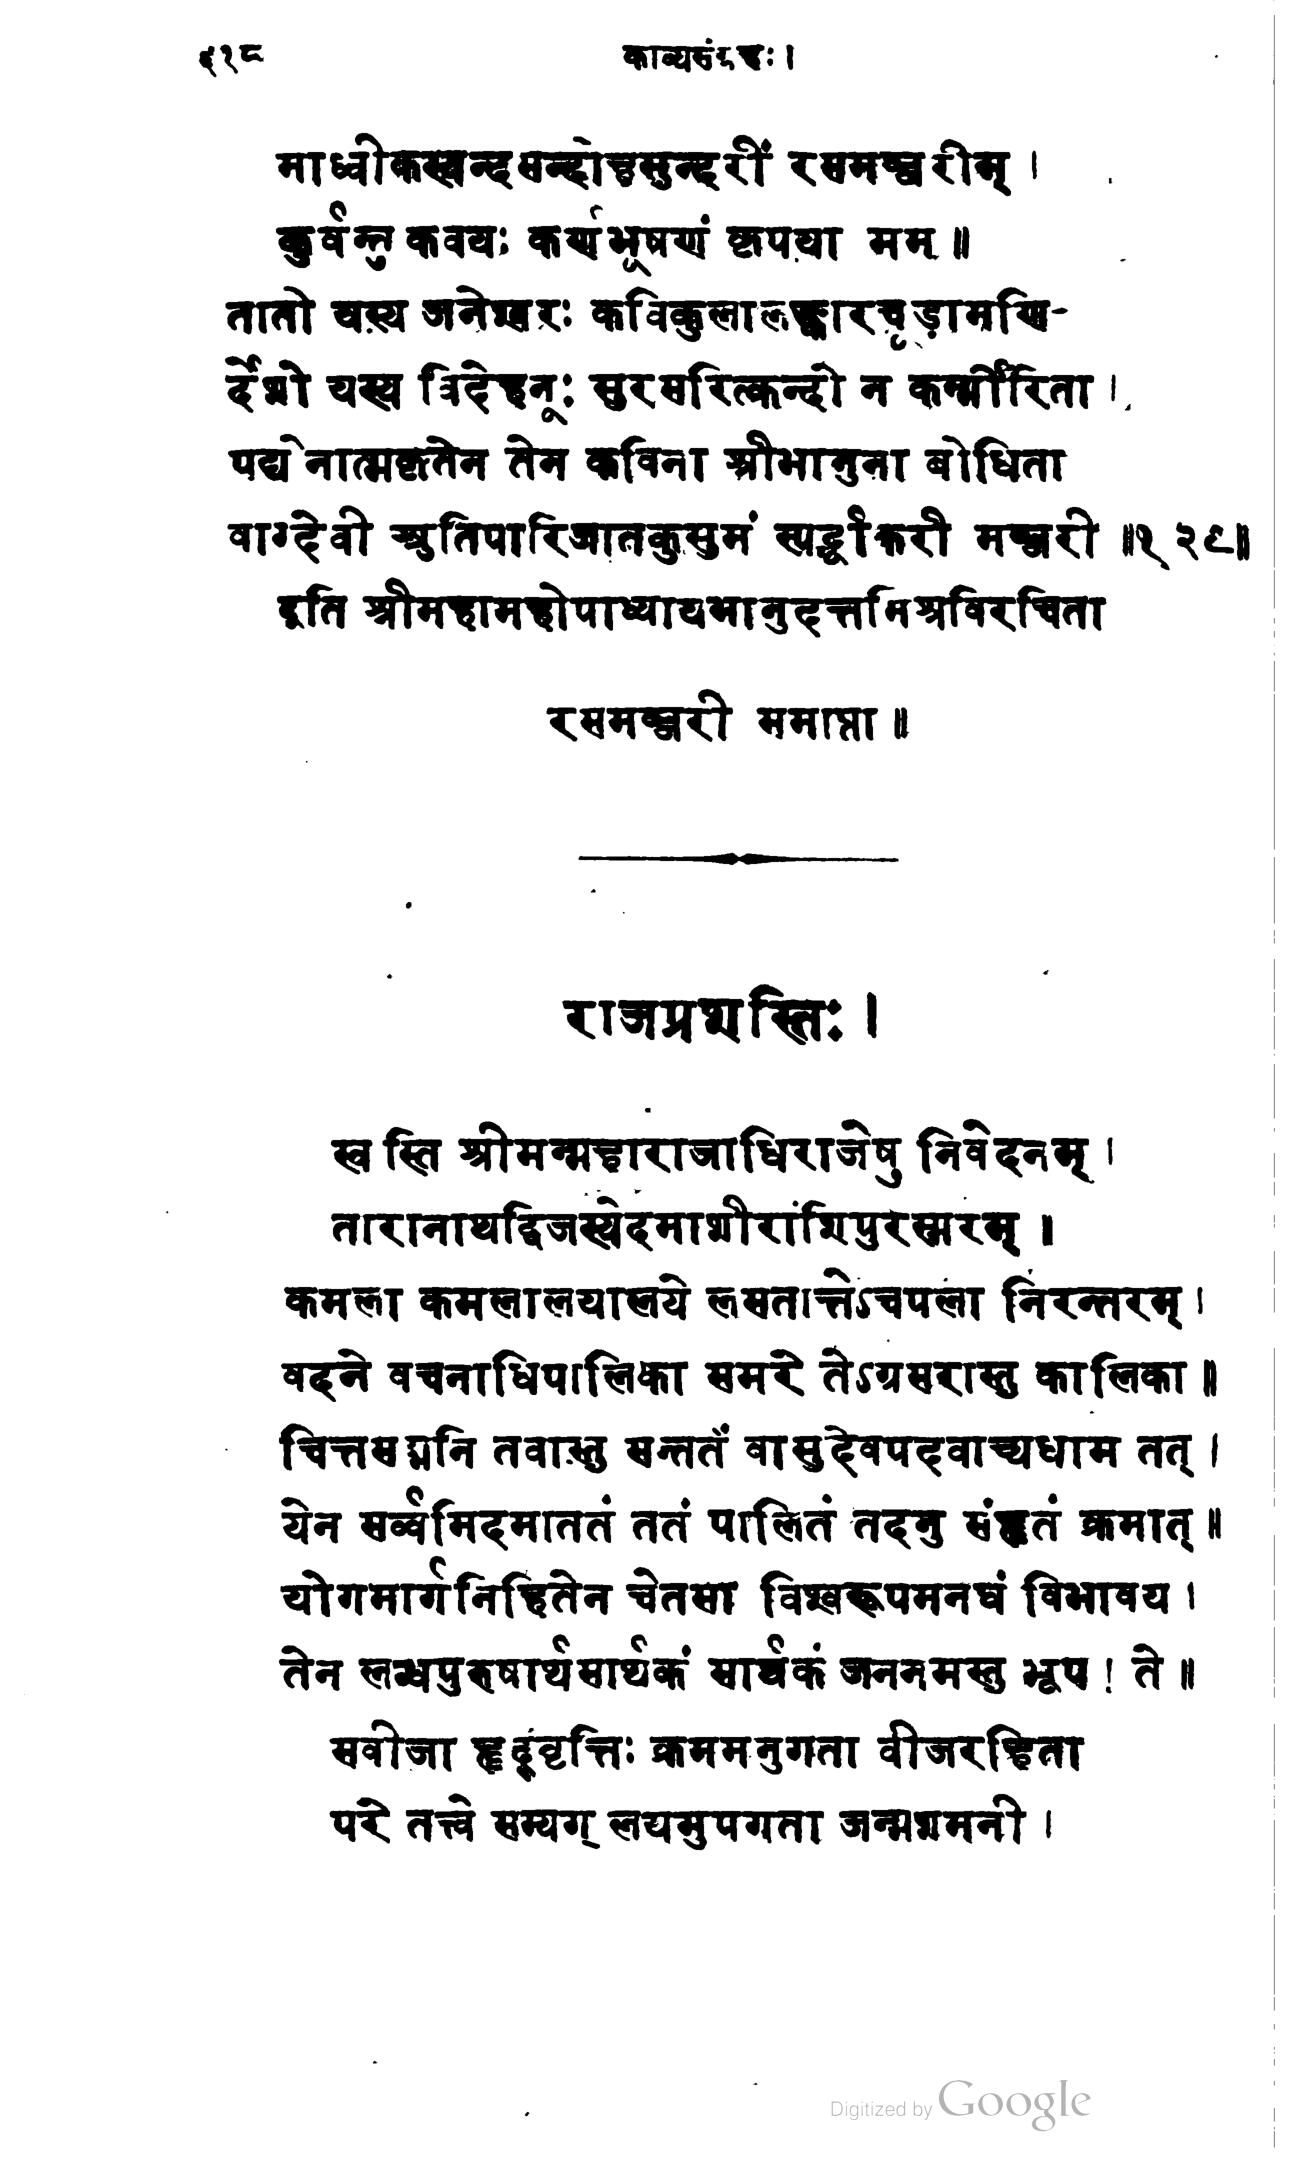 ६१८ काव्यसंग्रहः।
माध्वीकस्यन्दसन्दोहसुन्दरीं रसमञ्जरीम् ।
कुर्वन्तु कवयः कर्णभूषणं कृपया मम ॥
तातो यस्य जनेश्वरः कविकुलालङ्कारचूड़ामणि-
र्देशो यस्य विदेहभूः सुरसरित्कल्लोलकिर्म्मीरिता ।
पद्येनात्मकृतेन तेन कविना श्रीभानुना बोधिता
वाग्देवी श्रुतिपारिजातकुसुमं स्पर्द्धाकरी मञ्जरी ॥१३९॥
इति श्रीमहामहोपाध्यायभानुदत्तमिश्रविरचिता
रसमञ्जरी समाप्ता ॥
राजप्रशस्तिः ।
स्वस्ति श्रीमन्महाराजाधिराजेषु निवेदनम् ।
तारानाथद्विजस्येदमाशीराशिपुरस्सरम् ॥
कमला कमलालयालये लसतात्तेऽचपला निरन्तरम् ।
वदने वचनाधिपालिका समरे तेऽग्रसरास्तु कालिका ॥
चित्तसद्मनि तवास्तु सन्ततं वासुदेवपदवाच्यधाम तत् ।
येन सर्व्वमिदमाततं ततं पालितं तदनु संहृतं क्रमात् ॥
योगमार्गनिहितेन चेतसा विश्वरूपमनघं विभावय ।
तेन लब्धपुरुषार्थसार्थकं सार्थकं जननमस्तु भूप ! ते ॥
सवीजा हृद्वृत्तिः क्रममनुगता वीजरहिता
परे तत्त्वे सम्यग् लयमुपगता जन्मशमनी ।
Digitized by Google